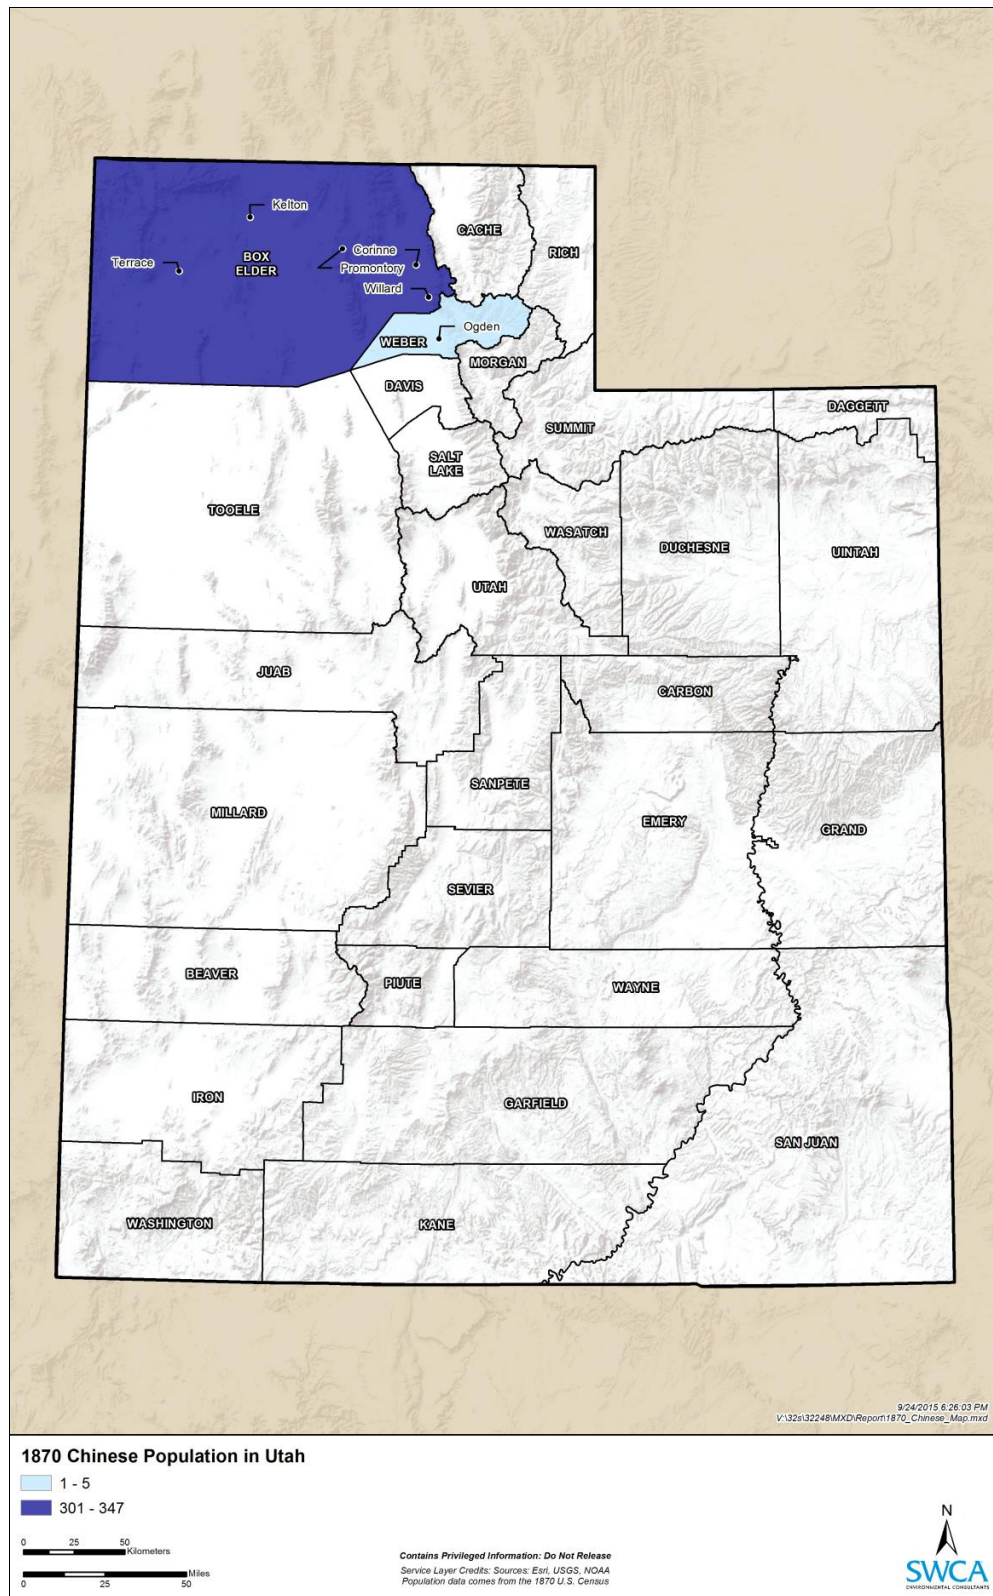 Kelton
CACHE
RICH
Corinne
BOX
ELDER
Terrace
Promontory
Willard
Ogden
WEBER
MORGAN
DAVIS
DAGGETT
SUMMIT
SALT
LAKE
TOOELE
WASATCH
DUCHESNE
UINTAH
UTAH
JUAB
CARBON
SANPETE
MILLARD
EMERY
GRAND
SEVIER
BEAVER
PIUTE
WAYNE
IRON
GARFIELD
SAN JUAN
WASHINGTON
KANE
9/24/2015 6:26:03 PM
V:\32s\32248\MXD\Report\1870_Chinese_Map.mxd
1870 Chinese Population in Utah
1 - 5
301 - 347
0 25 50
Kilometers
Miles
0 25 50
Contains Privileged Information: Do Not Release
Service Layer Credits: Sources: Esri, USGS, NOAA
Population data comes from the 1870 U.S. Census
N
SWCA
ENVIRONMENTAL CONSULTANTS